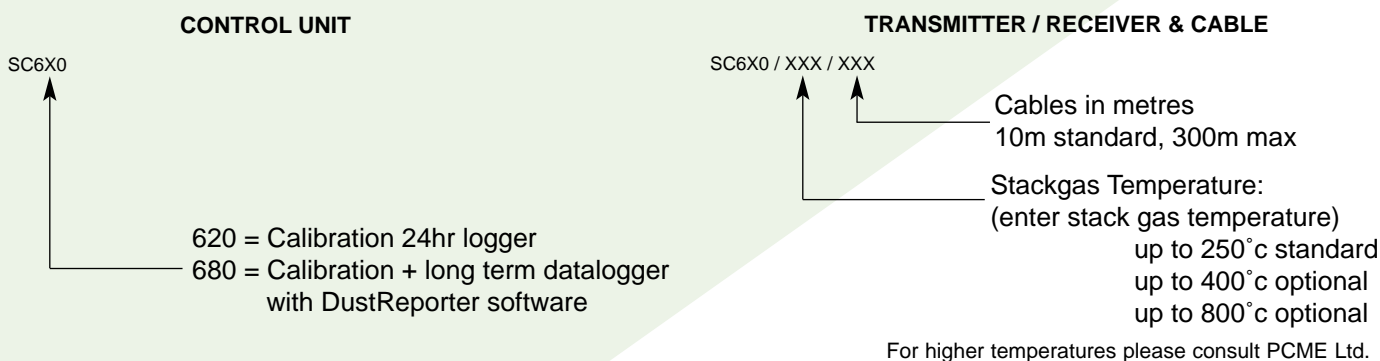 CONTROL UNIT
SC6X0
620 = Calibration 24hr logger
680 = Calibration + long term datalogger
with DustReporter software
TRANSMITTER / RECEIVER & CABLE
SC6X0 / XXX / XXX
Cables in metres
10m standard, 300m max
Stackgas Temperature:
(enter stack gas temperature)
up to 250˚c standard
up to 400˚c optional
up to 800˚c optional
For higher temperatures please consult PCME Ltd.